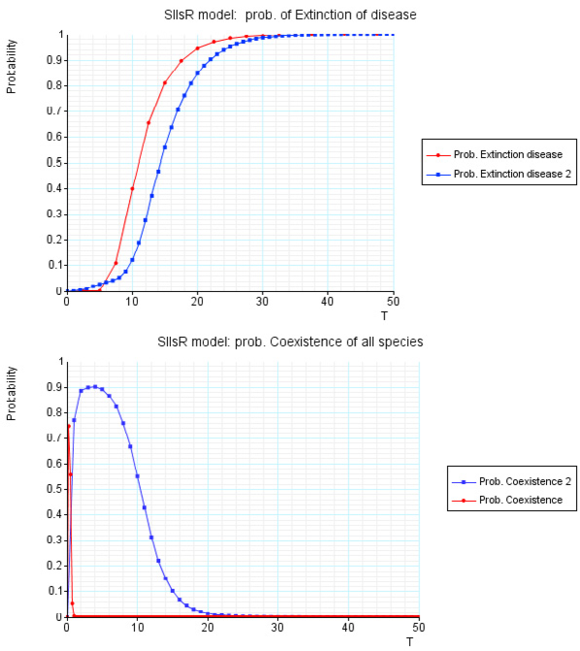 SIIsR model: prob. of Extinction of disease
Probability
1
0.9
0.8
0.7
0.6
0.5
0.4
0.3
0.2
0.1
0
0 10 20 30 40 50
T
Prob. Extinction disease
Prob. Extinction disease 2
SIIsR model: prob. Coexistence of all species
Probability
1
0.9
0.8
0.7
0.6
0.5
0.4
0.3
0.2
0.1
0
0 10 20 30 40 50
T
Prob. Coexistence 2
Prob. Coexistence